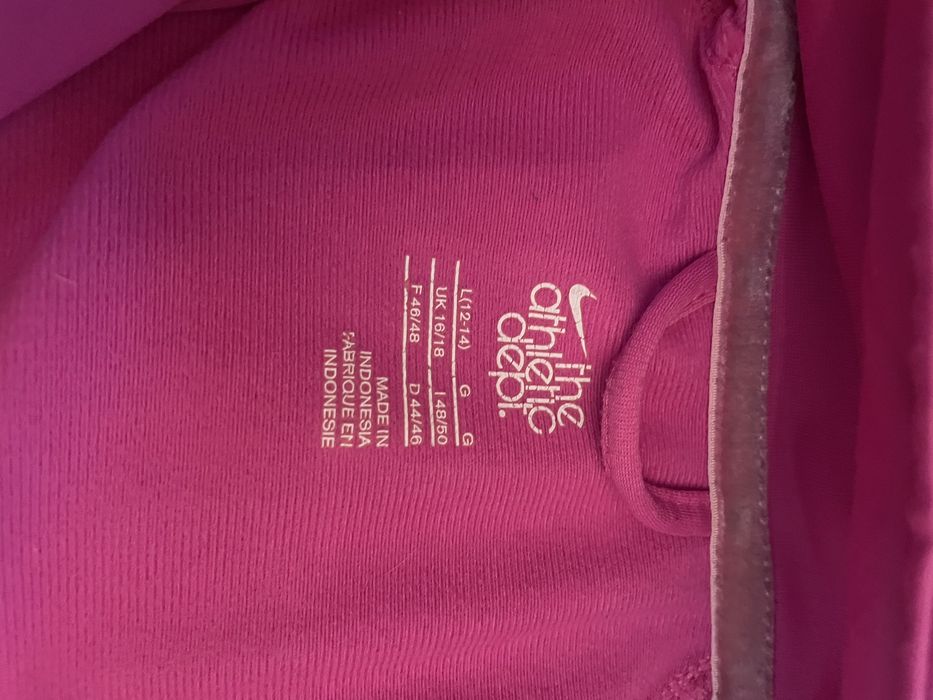 the
athletic
dept.
L(12-14) G G
UK 16/18 I 48/50
F 46/48 D 44/46
MADE IN
INDONESIA
FABRIQUE EN
INDONESIE